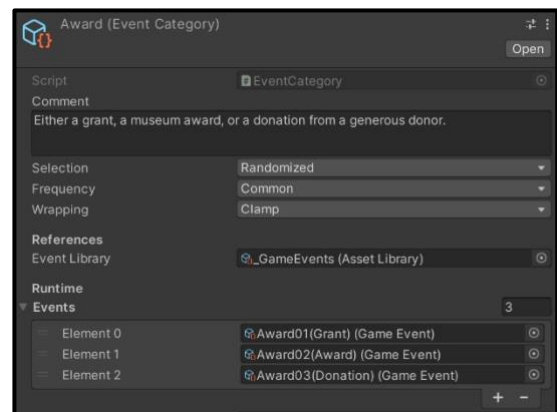 Award (Event Category)
Open
Script EventCategory
Comment
Either a grant, a museum award, or a donation from a generous donor.
Selection Randomized
Frequency Common
Wrapping Clamp
References
Event Library _GameEvents (Asset Library)
Runtime
Events 3
Element 0 Award01(Grant) (Game Event)
Element 1 Award02(Award) (Game Event)
Element 2 Award03(Donation) (Game Event)
+ -